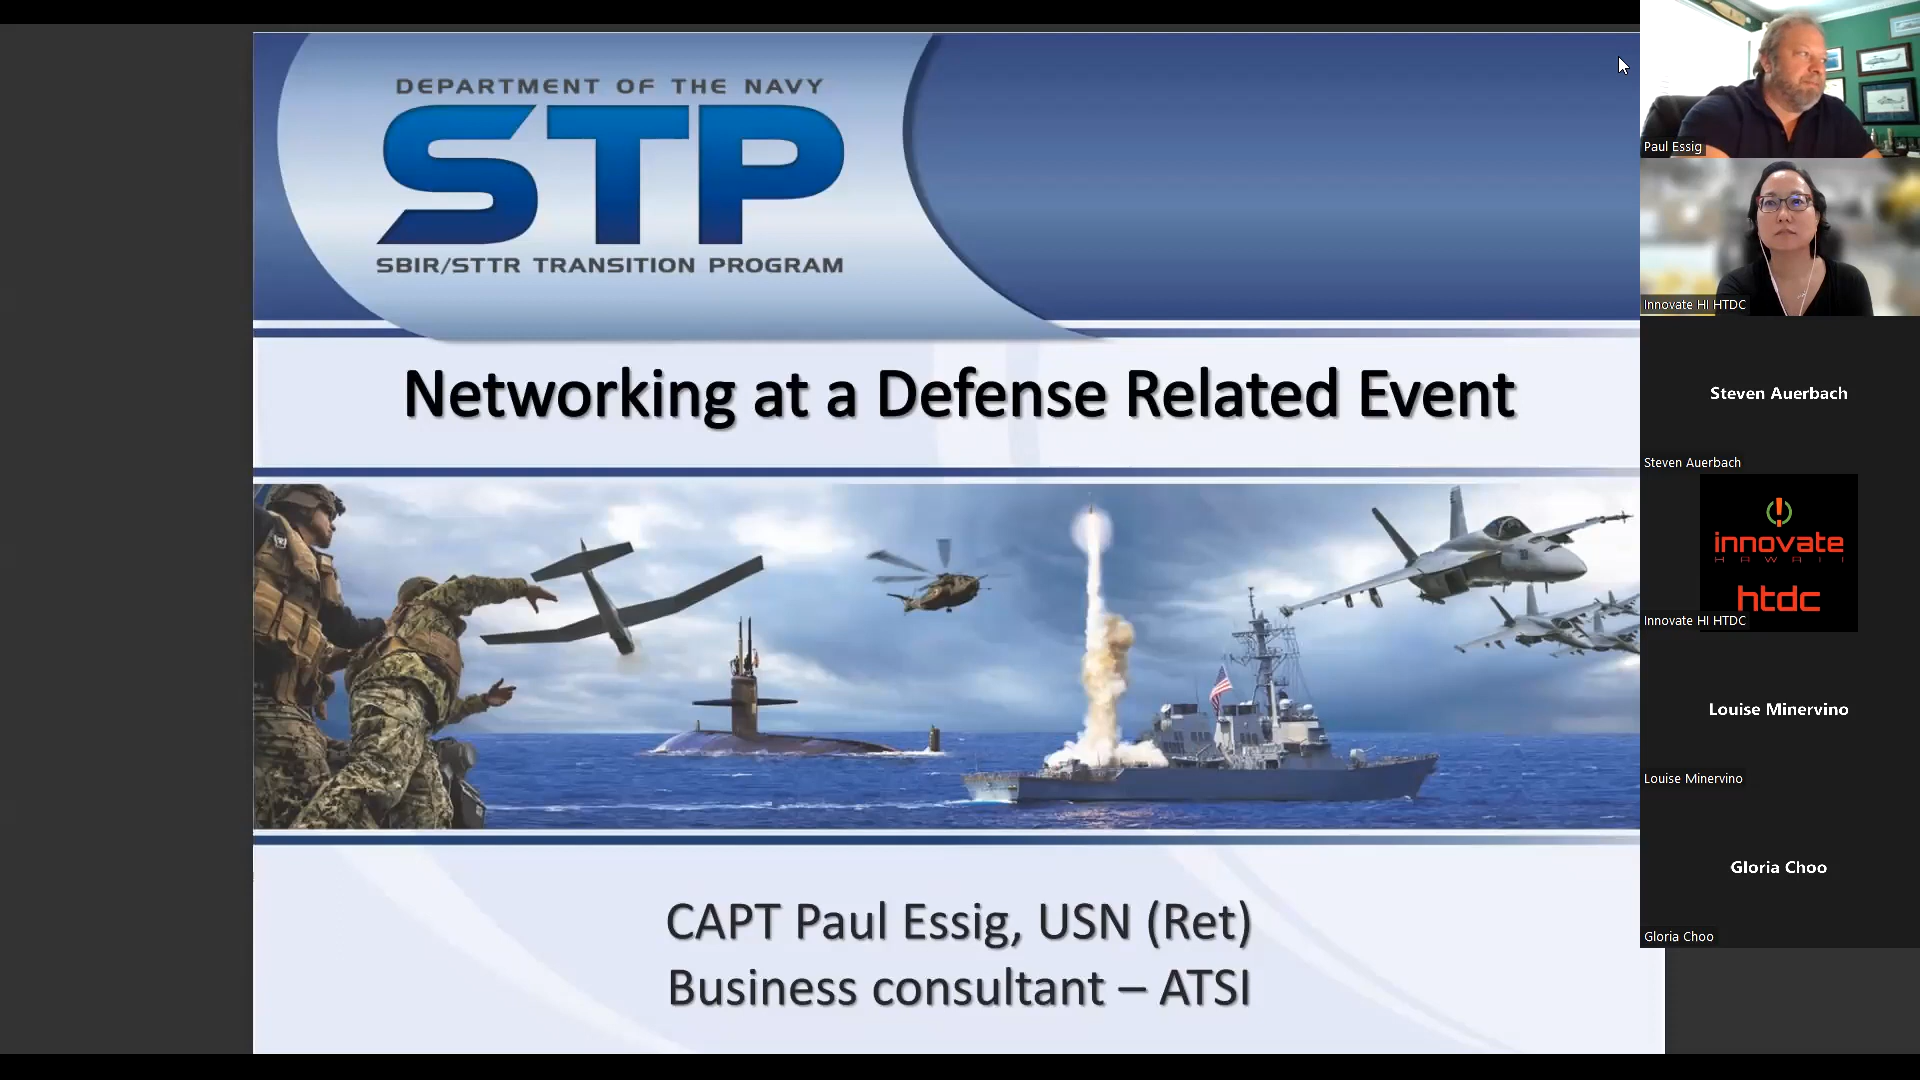 DEPARTMENT OF THE NAVY
STP
SBIR/STTR TRANSITION PROGRAM
Networking at a Defense Related Event
CAPT Paul Essig, USN (Ret)
Business consultant – ATSI
Paul Essig
Innovate HI HTDC
Steven Auerbach
Steven Auerbach
innovate
HAWAII
htdc
Innovate HI HTDC
Louise Minervino
Louise Minervino
Gloria Choo
Gloria Choo